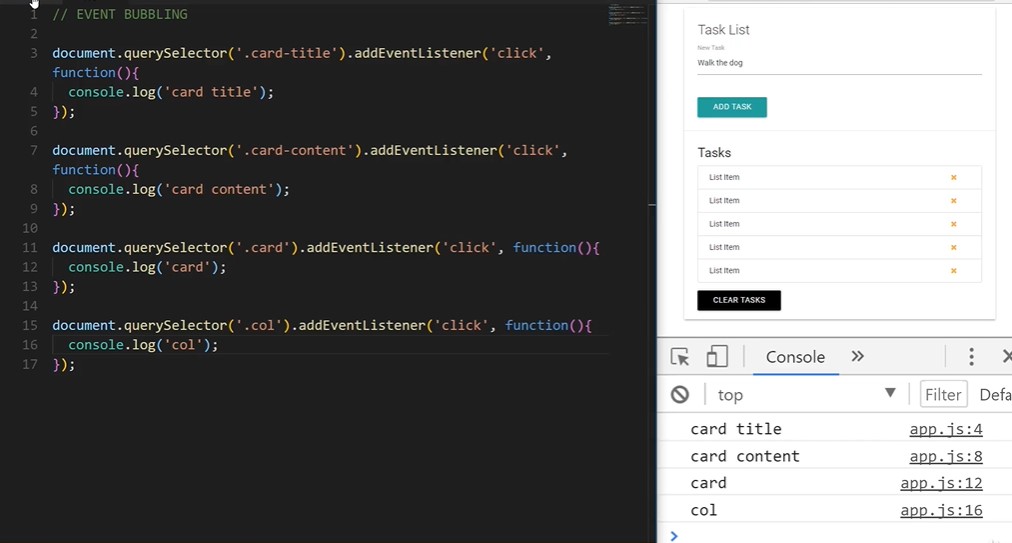 1 // EVENT BUBBLING
2
3 document.querySelector('.card-title').addEventListener('click',
function(){
4 console.log('card title');
5 });
6
7 document.querySelector('.card-content').addEventListener('click',
function(){
8 console.log('card content');
9 });
10
11 document.querySelector('.card').addEventListener('click', function(){
12 console.log('card');
13 });
14
15 document.querySelector('.col').addEventListener('click', function(){
16 console.log('col');
17 });
Task List
New Task
Walk the dog
ADD TASK
Tasks
List Item
List Item
List Item
List Item
List Item
CLEAR TASKS
Console
top Filter Defa
card title app.js:4
card content app.js:8
card app.js:12
col app.js:16